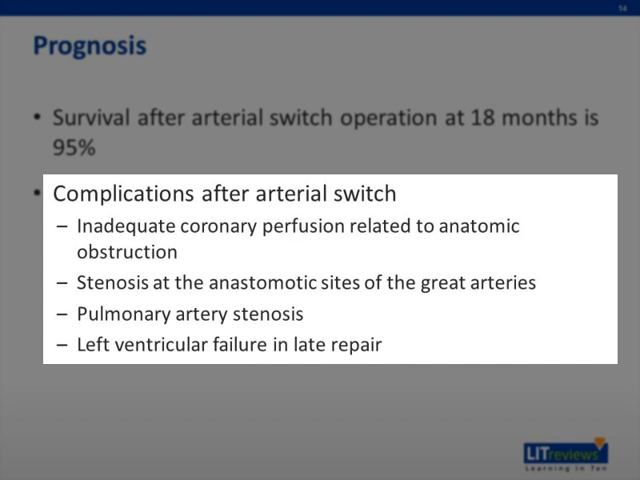 14
Prognosis
• Survival after arterial switch operation at 18 months is
95%
• Complications after arterial switch
– Inadequate coronary perfusion related to anatomic
obstruction
– Stenosis at the anastomotic sites of the great arteries
– Pulmonary artery stenosis
– Left ventricular failure in late repair
LITreviews
Learning in Ten